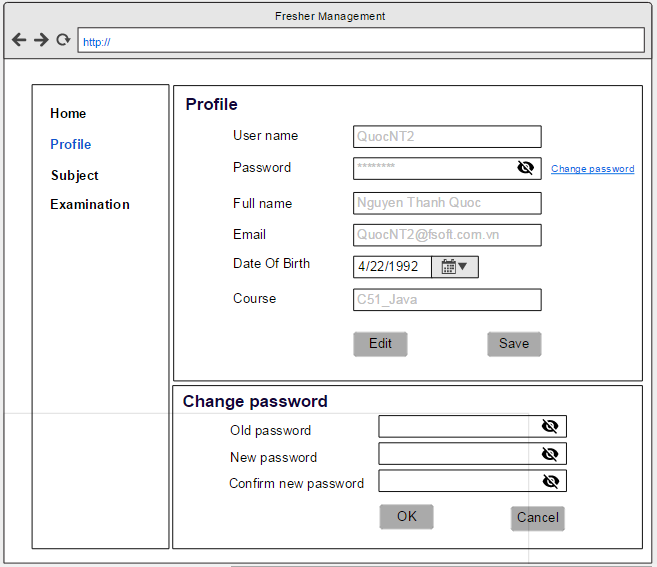 Fresher Management
http://
Home
Profile
Subject
Examination
Profile
User name QuocNT2
Password ******** Change password
Full name Nguyen Thanh Quoc
Email QuocNT2@fsoft.com.vn
Date Of Birth 4/22/1992
Course C51_Java
Edit Save
Change password
Old password
New password
Confirm new password
OK Cancel